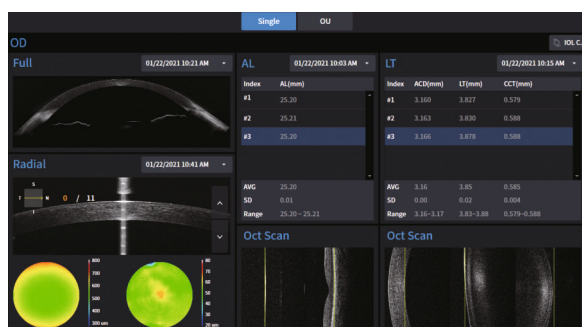 Single OU
OD
IOL C.
Full 01/22/2021 10:21 AM
AL 01/22/2021 10:03 AM
Index AL(mm)
#1 25.20
#2 25.21
#3 25.20
AVG 25.20
SD 0.01
Range 25.20 ~ 25.21
LT 01/22/2021 10:15 AM
Index ACD(mm) LT(mm) CCT(mm)
#1 3.160 3.827 0.579
#2 3.163 3.830 0.588
#3 3.166 3.878 0.588
AVG 3.16 3.85 0.585
SD 0.00 0.02 0.004
Range 3.16~3.17 3.83~3.88 0.579~0.588
Radial 01/22/2021 10:41 AM
S
T N
I
0 / 11
800
700
600
500
400
300 um
80
70
60
50
40
30
20 um
Oct Scan
Oct Scan